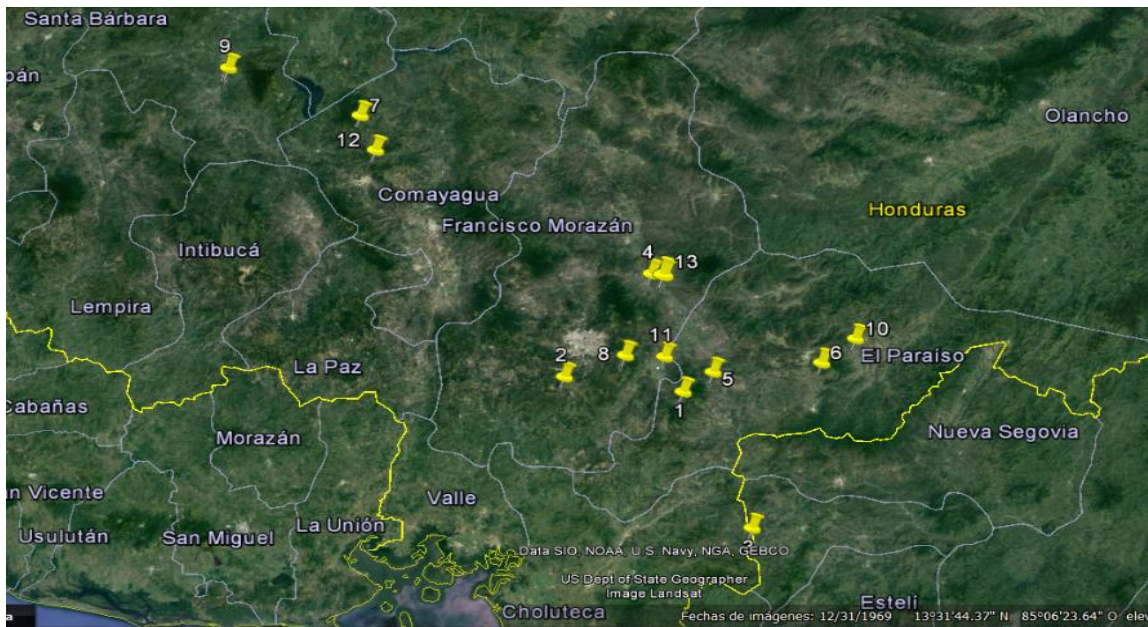 Santa Bárbara
9
pán
7
Olancho
12
Comayagua
Honduras
Francisco Morazán
Intibucá
4 13
Lempira
10
11
8
El Paraíso
6
2
La Paz
5
Cabañas
1
Morazán
Nueva Segovia
n Vicente
Valle
La Unión
Usulután
San Miguel
3
Data SIO, NOAA, U.S. Navy, NGA, GEBCO
US Dept of State Geographer
Image Landsat
Estelí
Choluteca
a
Fechas de imágenes: 12/31/1969 13°31'44.37" N 85°06'23.64" O elev